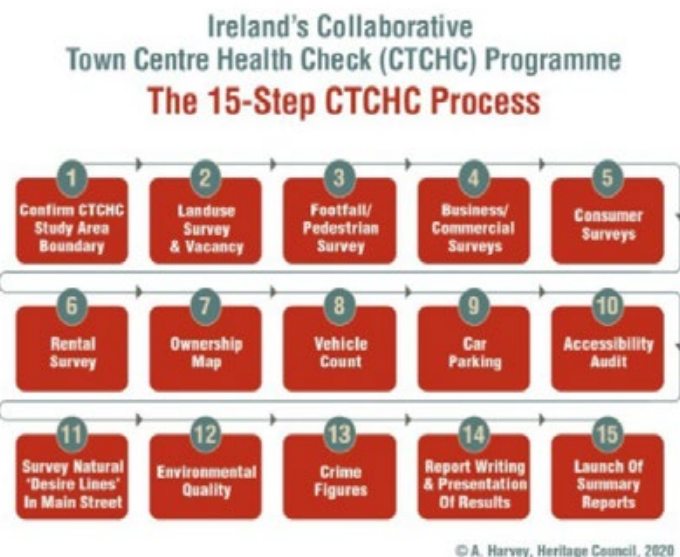 Ireland's Collaborative
Town Centre Health Check (CTCHC) Programme
The 15-Step CTCHC Process
1
Confirm CTCHC
Study Area
Boundary
2
Landuse
Survey
& Vacancy
3
Footfall/
Pedestrian
Survey
4
Business/
Commercial
Surveys
5
Consumer
Surveys
6
Rental
Survey
7
Ownership
Map
8
Vehicle
Count
9
Car
Parking
10
Accessibility
Audit
11
Survey Natural
'Desire Lines'
In Main Street
12
Environmental
Quality
13
Crime
Figures
14
Report Writing
& Presentation
Of Results
15
Launch Of
Summary
Reports
© A. Harvey, Heritage Council, 2020